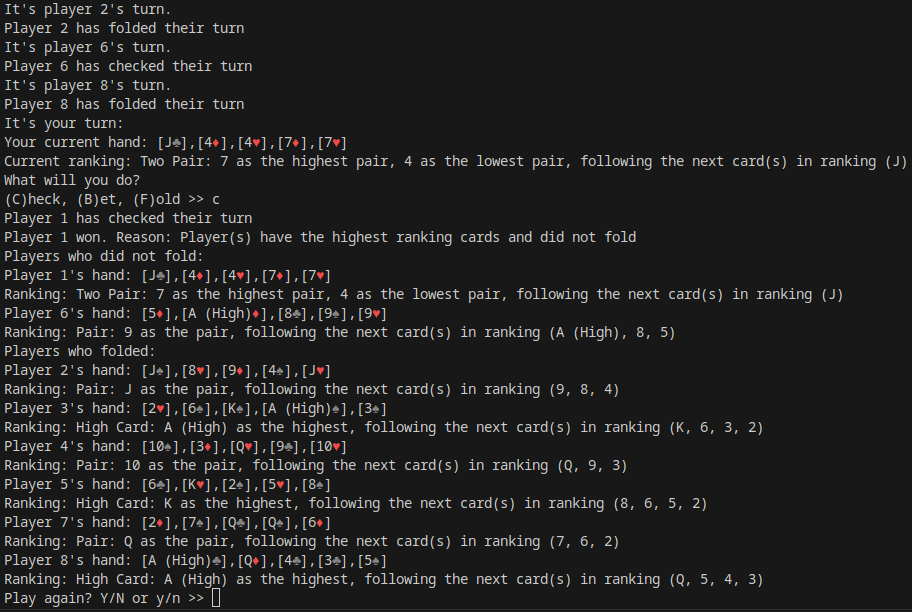 It's player 2's turn.
Player 2 has folded their turn
It's player 6's turn.
Player 6 has checked their turn
It's player 8's turn.
Player 8 has folded their turn
It's your turn:
Your current hand: [J♣],[4♦],[4♥],[7♦],[7♥]
Current ranking: Two Pair: 7 as the highest pair, 4 as the lowest pair, following the next card(s) in ranking (J)
What will you do?
(C)heck, (B)et, (F)old >> c
Player 1 has checked their turn
Player 1 won. Reason: Player(s) have the highest ranking cards and did not fold
Players who did not fold:
Player 1's hand: [J♣],[4♦],[4♥],[7♦],[7♥]
Ranking: Two Pair: 7 as the highest pair, 4 as the lowest pair, following the next card(s) in ranking (J)
Player 6's hand: [5♦],[A (High)♦],[8♣],[9♠],[9♥]
Ranking: Pair: 9 as the pair, following the next card(s) in ranking (A (High), 8, 5)
Players who folded:
Player 2's hand: [J♠],[8♥],[9♦],[4♠],[J♥]
Ranking: Pair: J as the pair, following the next card(s) in ranking (9, 8, 4)
Player 3's hand: [2♥],[6♠],[K♠],[A (High)♠],[3♠]
Ranking: High Card: A (High) as the highest, following the next card(s) in ranking (K, 6, 3, 2)
Player 4's hand: [10♠],[3♦],[Q♥],[9♣],[10♥]
Ranking: Pair: 10 as the pair, following the next card(s) in ranking (Q, 9, 3)
Player 5's hand: [6♣],[K♥],[2♠],[5♥],[8♠]
Ranking: High Card: K as the highest, following the next card(s) in ranking (8, 6, 5, 2)
Player 7's hand: [2♦],[7♠],[Q♣],[Q♠],[6♦]
Ranking: Pair: Q as the pair, following the next card(s) in ranking (7, 6, 2)
Player 8's hand: [A (High)♣],[Q♦],[4♣],[3♣],[5♠]
Ranking: High Card: A (High) as the highest, following the next card(s) in ranking (Q, 5, 4, 3)
Play again? Y/N or y/n >>